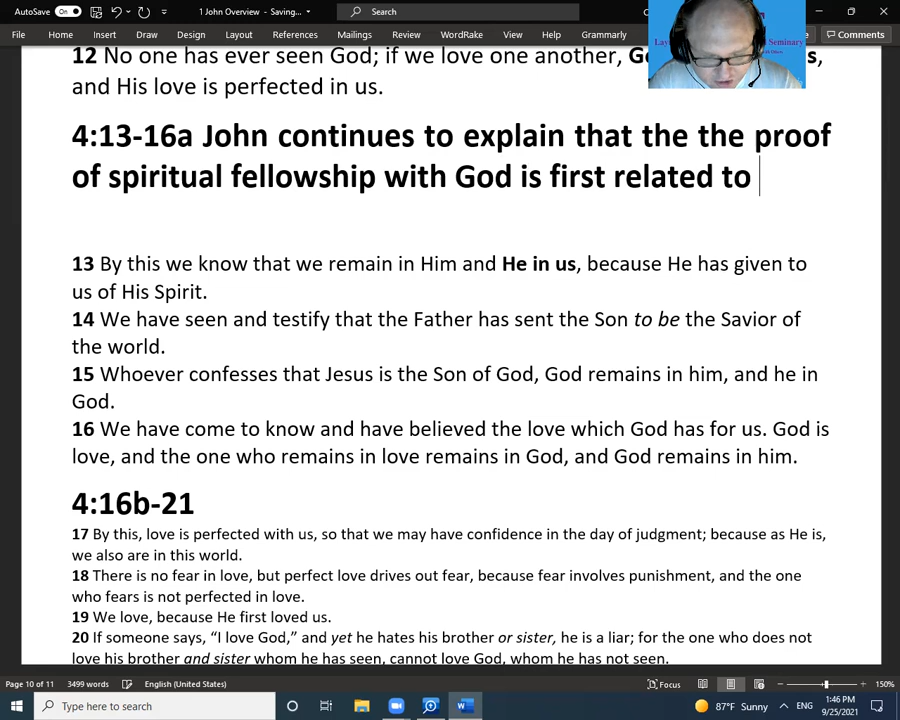 AutoSave On 1 John Overview - Saving... Search
File Home Insert Draw Design Layout References Mailings Review WordRake View Help Grammarly Comments
Seminary
12 No one has ever seen God; if we love one another,
and His love is perfected in us.
4:13-16a John continues to explain that the the proof
of spiritual fellowship with God is first related to
13 By this we know that we remain in Him and He in us, because He has given to
us of His Spirit.
14 We have seen and testify that the Father has sent the Son to be the Savior of
the world.
15 Whoever confesses that Jesus is the Son of God, God remains in him, and he in
God.
16 We have come to know and have believed the love which God has for us. God is
love, and the one who remains in love remains in God, and God remains in him.
4:16b-21
17 By this, love is perfected with us, so that we may have confidence in the day of judgment; because as He is,
we also are in this world.
18 There is no fear in love, but perfect love drives out fear, because fear involves punishment, and the one
who fears is not perfected in love.
19 We love, because He first loved us.
20 If someone says, “I love God,” and yet he hates his brother or sister, he is a liar; for the one who does not
love his brother and sister whom he has seen, cannot love God, whom he has not seen.
Page 10 of 11 3499 words English (United States) Focus 150%
Type here to search 87°F Sunny ENG 1:46 PM
9/25/2021